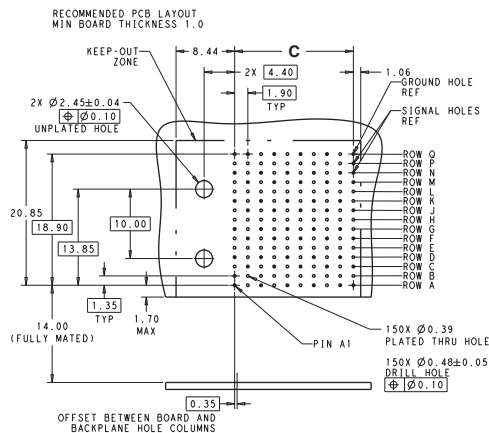 RECOMMENDED PCB LAYOUT
MIN BOARD THICKNESS 1.0
KEEP-OUT
ZONE
8.44
C
2X 4.40
1.06
1.90
TYP
GROUND HOLE
REF
SIGNAL HOLES
REF
2X Ø2.45±0.04
⌖ Ø0.10
UNPLATED HOLE
ROW Q
ROW P
ROW N
ROW M
ROW L
ROW K
ROW J
ROW H
ROW G
ROW F
ROW E
ROW D
ROW C
ROW B
ROW A
20.85
18.90
13.85
10.00
1.35
TYP
1.70
MAX
14.00
(FULLY MATED)
PIN A1
150X Ø0.39
PLATED THRU HOLE
150X Ø0.48±0.05
DRILL HOLE
⌖ Ø0.10
0.35
OFFSET BETWEEN BOARD AND
BACKPLANE HOLE COLUMNS